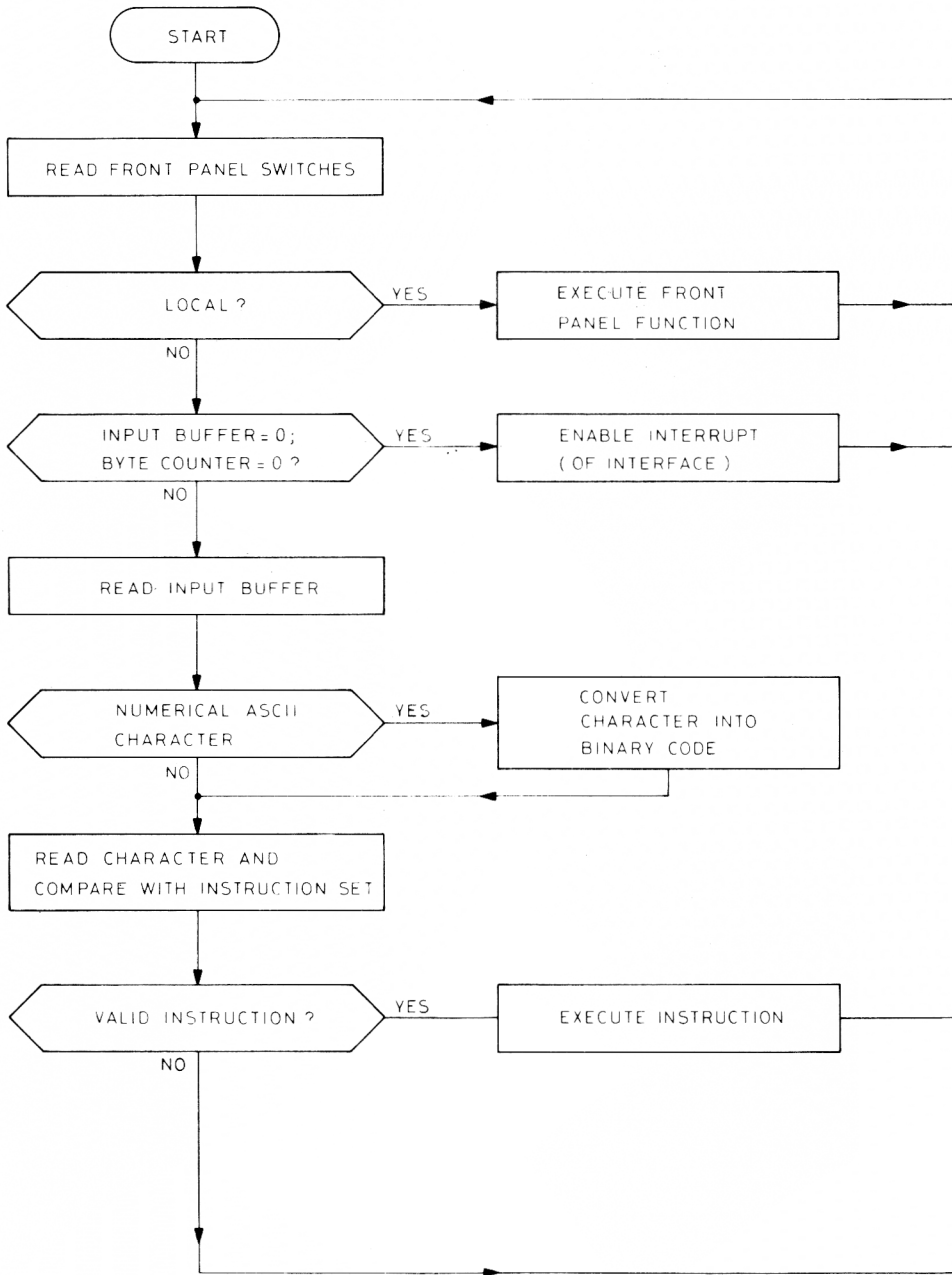 START
READ FRONT PANEL SWITCHES
LOCAL?
YES
EXECUTE FRONT
PANEL FUNCTION
NO
INPUT BUFFER=0;
BYTE COUNTER=0?
YES
ENABLE INTERRUPT
(OF INTERFACE)
NO
READ INPUT BUFFER
NUMERICAL ASCII
CHARACTER
YES
CONVERT
CHARACTER INTO
BINARY CODE
NO
READ CHARACTER AND
COMPARE WITH INSTRUCTION SET
VALID INSTRUCTION?
YES
EXECUTE INSTRUCTION
NO